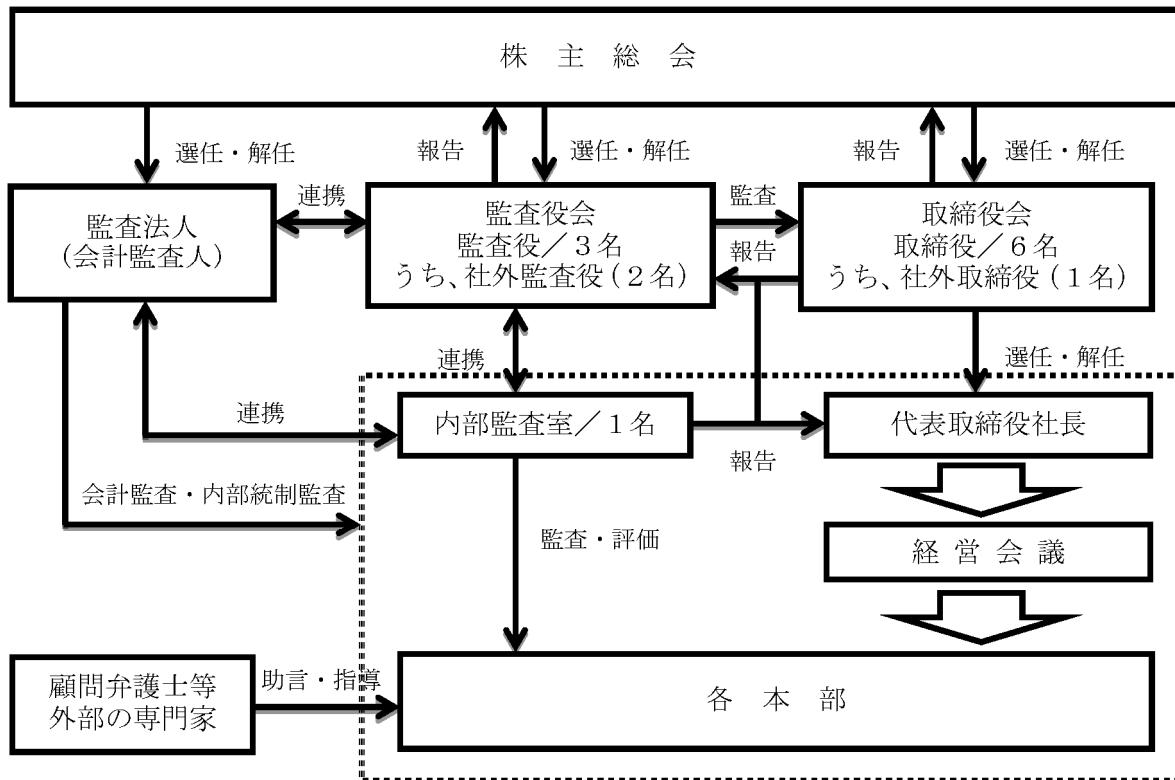 株 主 総 会
選任・解任
報告
選任・解任
報告
選任・解任
監査法人
(会計監査人)
連携
監査役会
監査役／３名
うち、社外監査役(２名)
監査
報告
取締役会
取締役／６名
うち、社外取締役(１名)
連携
選任・解任
連携
内部監査室／１名
報告
代表取締役社長
会計監査・内部統制監査
監査・評価
経 営 会 議
顧問弁護士等
外部の専門家
助言・指導
各 本 部